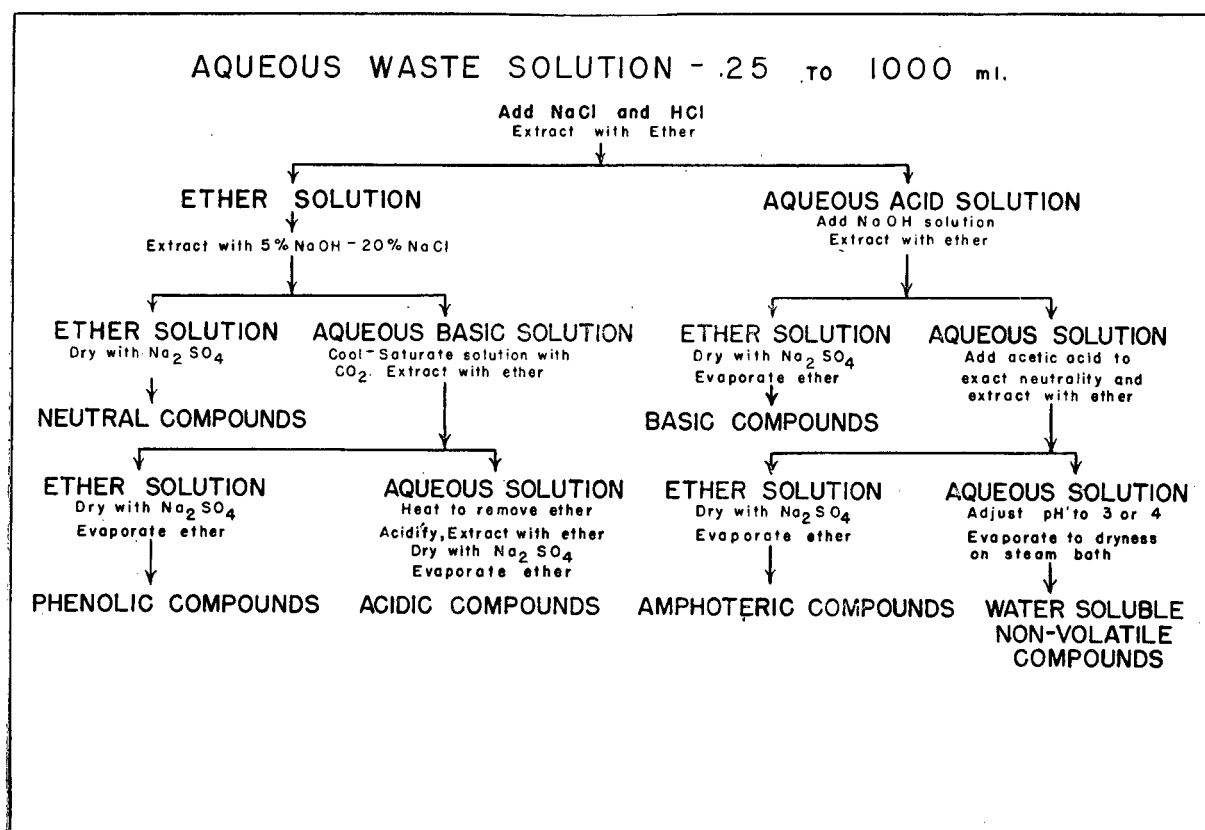 AQUEOUS WASTE SOLUTION - .25 TO 1000 ml.
Add NaCl and HCl
Extract with Ether
ETHER SOLUTION
Extract with 5% NaOH - 20% NaCl
AQUEOUS ACID SOLUTION
Add NaOH solution
Extract with ether
ETHER SOLUTION
Dry with Na2SO4
NEUTRAL COMPOUNDS
AQUEOUS BASIC SOLUTION
Cool-Saturate solution with
CO2. Extract with ether
ETHER SOLUTION
Dry with Na2SO4
Evaporate ether
BASIC COMPOUNDS
AQUEOUS SOLUTION
Add acetic acid to
exact neutrality and
extract with ether
ETHER SOLUTION
Dry with Na2SO4
Evaporate ether
PHENOLIC COMPOUNDS
AQUEOUS SOLUTION
Heat to remove ether
Acidify, Extract with ether
Dry with Na2SO4
Evaporate ether
ACIDIC COMPOUNDS
ETHER SOLUTION
Dry with Na2SO4
Evaporate ether
AMPHOTERIC COMPOUNDS
AQUEOUS SOLUTION
Adjust pH to 3 or 4
Evaporate to dryness
on steam bath
WATER SOLUBLE
NON-VOLATILE
COMPOUNDS